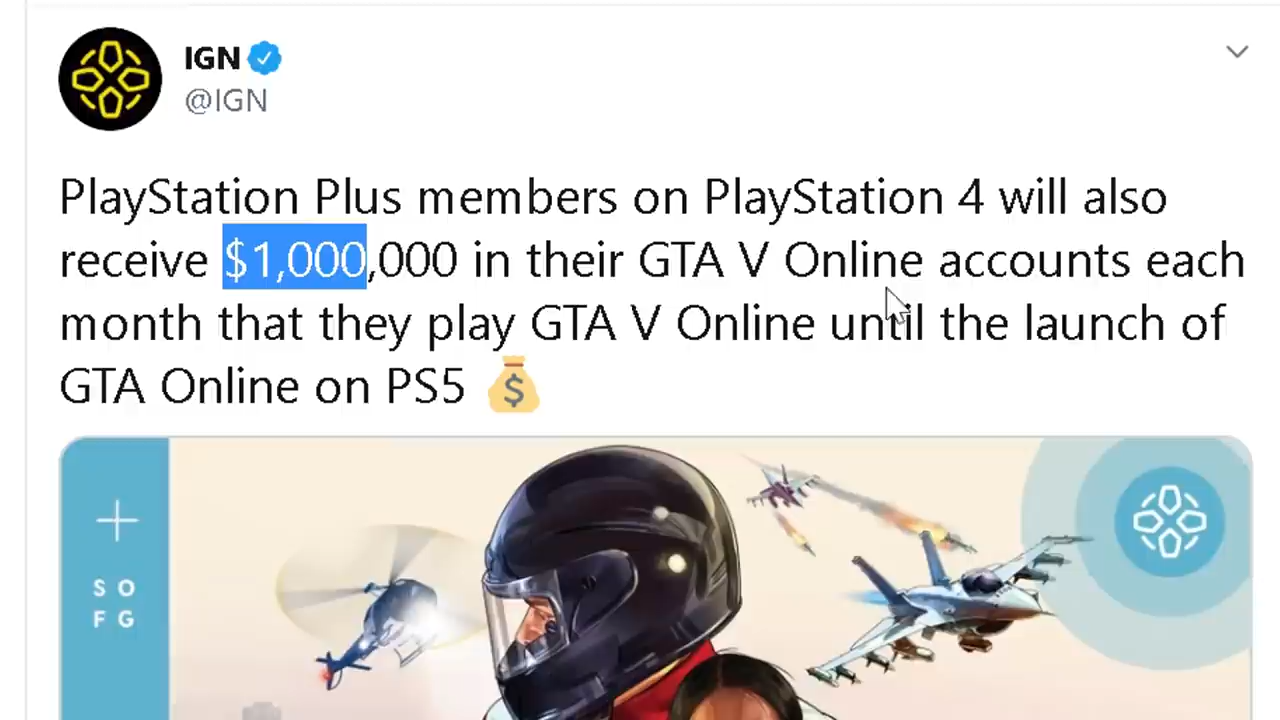 IGN
@IGN
PlayStation Plus members on PlayStation 4 will also
receive $1,000,000 in their GTA V Online accounts each
month that they play GTA V Online until the launch of
GTA Online on PS5 💰
S O
F G